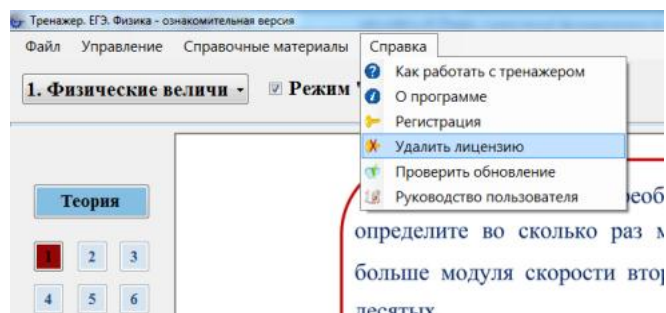 Тренажер. ЕГЭ. Физика - ознакомительная версия
Файл Управление Справочные материалы Справка
1. Физические величи Режим
Как работать с тренажером
О программе
Регистрация
Удалить лицензию
Проверить обновление
Руководство пользователя
Теория
определите во сколько раз
1 2 3
больше модуля скорости
4 5 6
десятых